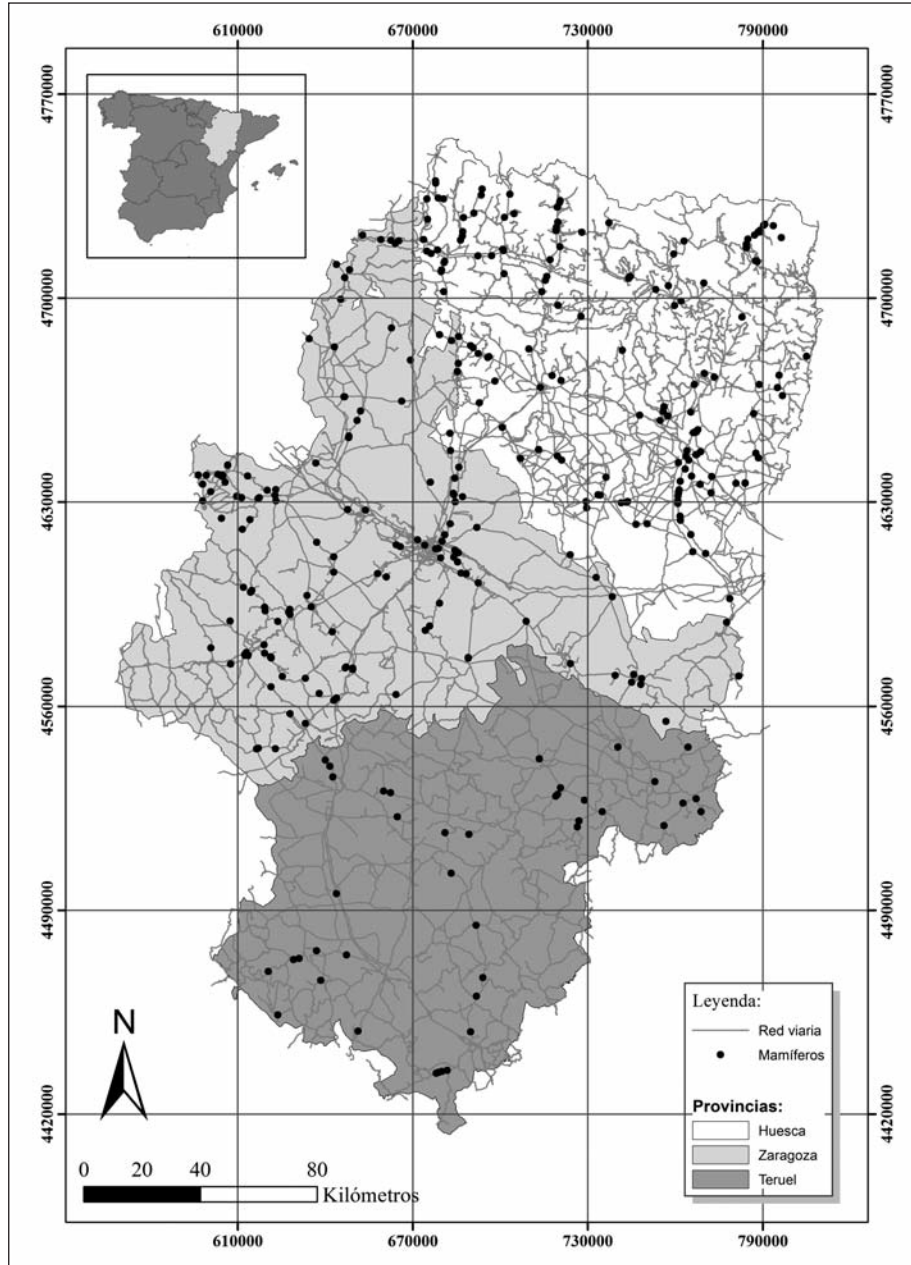 610000 670000 730000 790000
4770000 4770000
4700000 4700000
4630000 4630000
4560000 4560000
4490000 4490000
4420000 4420000
Leyenda:
Red viaria
Mamíferos
Provincias:
Huesca
Zaragoza
Teruel
N
0 20 40 80
Kilómetros
610000 670000 730000 790000